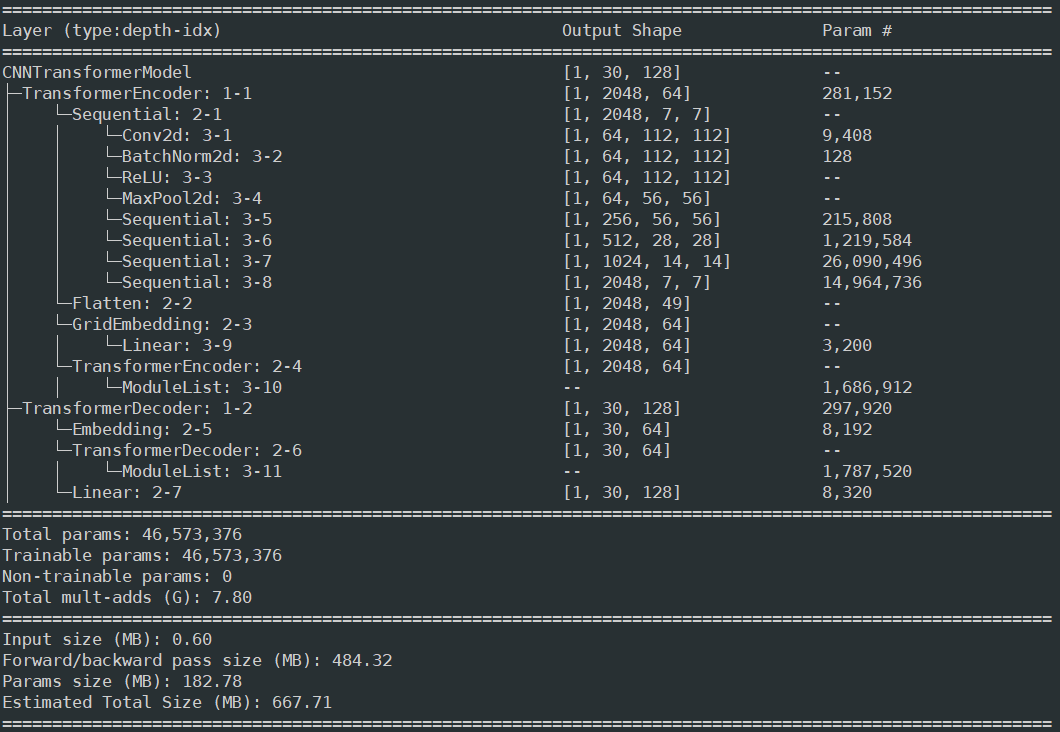 ==========================================================================================
Layer (type:depth-idx) Output Shape Param #
==========================================================================================
CNNTransformerModel [1, 30, 128] --
├─TransformerEncoder: 1-1 [1, 2048, 64] 281,152
│    └─Sequential: 2-1 [1, 2048, 7, 7] --
│    │    └─Conv2d: 3-1 [1, 64, 112, 112] 9,408
│    │    └─BatchNorm2d: 3-2 [1, 64, 112, 112] 128
│    │    └─ReLU: 3-3 [1, 64, 112, 112] --
│    │    └─MaxPool2d: 3-4 [1, 64, 56, 56] --
│    │    └─Sequential: 3-5 [1, 256, 56, 56] 215,808
│    │    └─Sequential: 3-6 [1, 512, 28, 28] 1,219,584
│    │    └─Sequential: 3-7 [1, 1024, 14, 14] 26,090,496
│    │    └─Sequential: 3-8 [1, 2048, 7, 7] 14,964,736
│    └─Flatten: 2-2 [1, 2048, 49] --
│    └─GridEmbedding: 2-3 [1, 2048, 64] --
│    │    └─Linear: 3-9 [1, 2048, 64] 3,200
│    └─TransformerEncoder: 2-4 [1, 2048, 64] --
│    │    └─ModuleList: 3-10 -- 1,686,912
├─TransformerDecoder: 1-2 [1, 30, 128] 297,920
│    └─Embedding: 2-5 [1, 30, 64] 8,192
│    └─TransformerDecoder: 2-6 [1, 30, 64] --
│    │    └─ModuleList: 3-11 -- 1,787,520
│    └─Linear: 2-7 [1, 30, 128] 8,320
==========================================================================================
Total params: 46,573,376
Trainable params: 46,573,376
Non-trainable params: 0
Total mult-adds (G): 7.80
==========================================================================================
Input size (MB): 0.60
Forward/backward pass size (MB): 484.32
Params size (MB): 182.78
Estimated Total Size (MB): 667.71
==========================================================================================